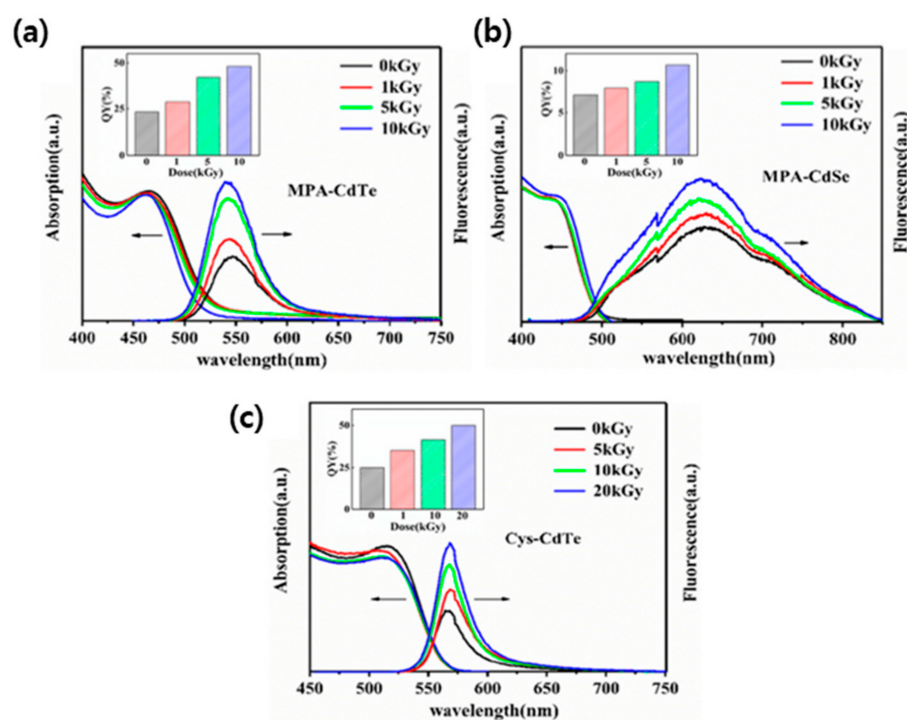 (a)
50
25
0
QY(%)
0 1 5 10
Dose(kGy)
0kGy
1kGy
5kGy
10kGy
MPA-CdTe
Absorption(a.u.)
Fluorescence(a.u.)
400 450 500 550 600 650 700 750
wavelength(nm)
(b)
10
5
0
QY(%)
0 1 5 10
Dose(kGy)
0kGy
1kGy
5kGy
10kGy
MPA-CdSe
Absorption(a.u.)
Fluorescence(a.u.)
400 500 600 700 800
wavelength(nm)
(c)
50
25
0
QY(%)
0 1 10 20
Dose(kGy)
0kGy
5kGy
10kGy
20kGy
Cys-CdTe
Absorption(a.u.)
Fluorescence(a.u.)
450 500 550 600 650 700 750
wavelength(nm)